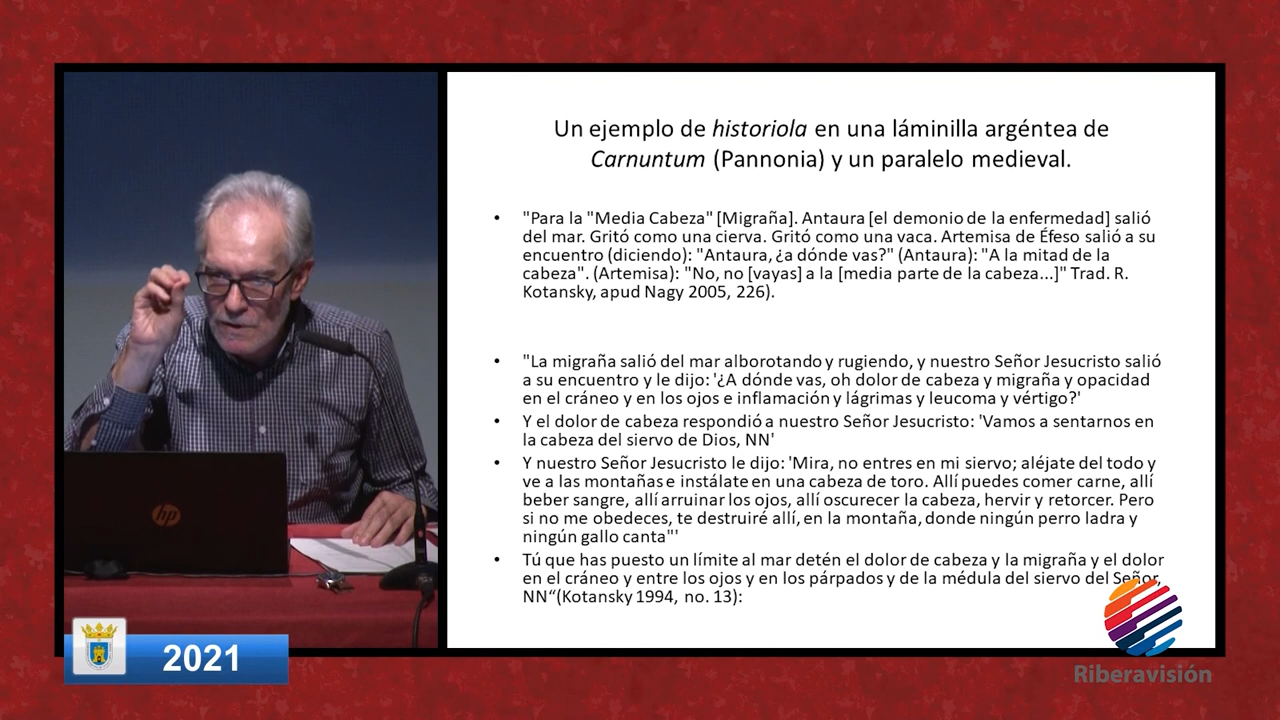 Un ejemplo de historiola en una láminilla argéntea de
Carnuntum (Pannonia) y un paralelo medieval.
• "Para la "Media Cabeza" [Migraña]. Antaura [el demonio de la enfermedad] salió
del mar. Gritó como una cierva. Gritó como una vaca. Artemisa de Éfeso salió a su
encuentro (diciendo): "Antaura, ¿a dónde vas?" (Antaura): "A la mitad de la
cabeza". (Artemisa): "No, no [vayas] a la [media parte de la cabeza...]" Trad. R.
Kotansky, apud Nagy 2005, 226).
• "La migraña salió del mar alborotando y rugiendo, y nuestro Señor Jesucristo salió
a su encuentro y le dijo: '¿A dónde vas, oh dolor de cabeza y migraña y opacidad
en el cráneo y en los ojos e inflamación y lágrimas y leucoma y vértigo?'
• Y el dolor de cabeza respondió a nuestro Señor Jesucristo: 'Vamos a sentarnos en
la cabeza del siervo de Dios, NN'
• Y nuestro Señor Jesucristo le dijo: 'Mira, no entres en mi siervo; aléjate del todo y
ve a las montañas e instálate en una cabeza de toro. Allí puedes comer carne, allí
beber sangre, allí arruinar los ojos, allí oscurecer la cabeza, hervir y retorcer. Pero
si no me obedeces, te destruiré allí, en la montaña, donde ningún perro ladra y
ningún gallo canta"'
• Tú que has puesto un límite al mar detén el dolor de cabeza y la migraña y el dolor
en el cráneo y entre los ojos y en los párpados y de la médula del siervo del Señor,
NN“(Kotansky 1994, no. 13):
hp
2021
Riberavisión